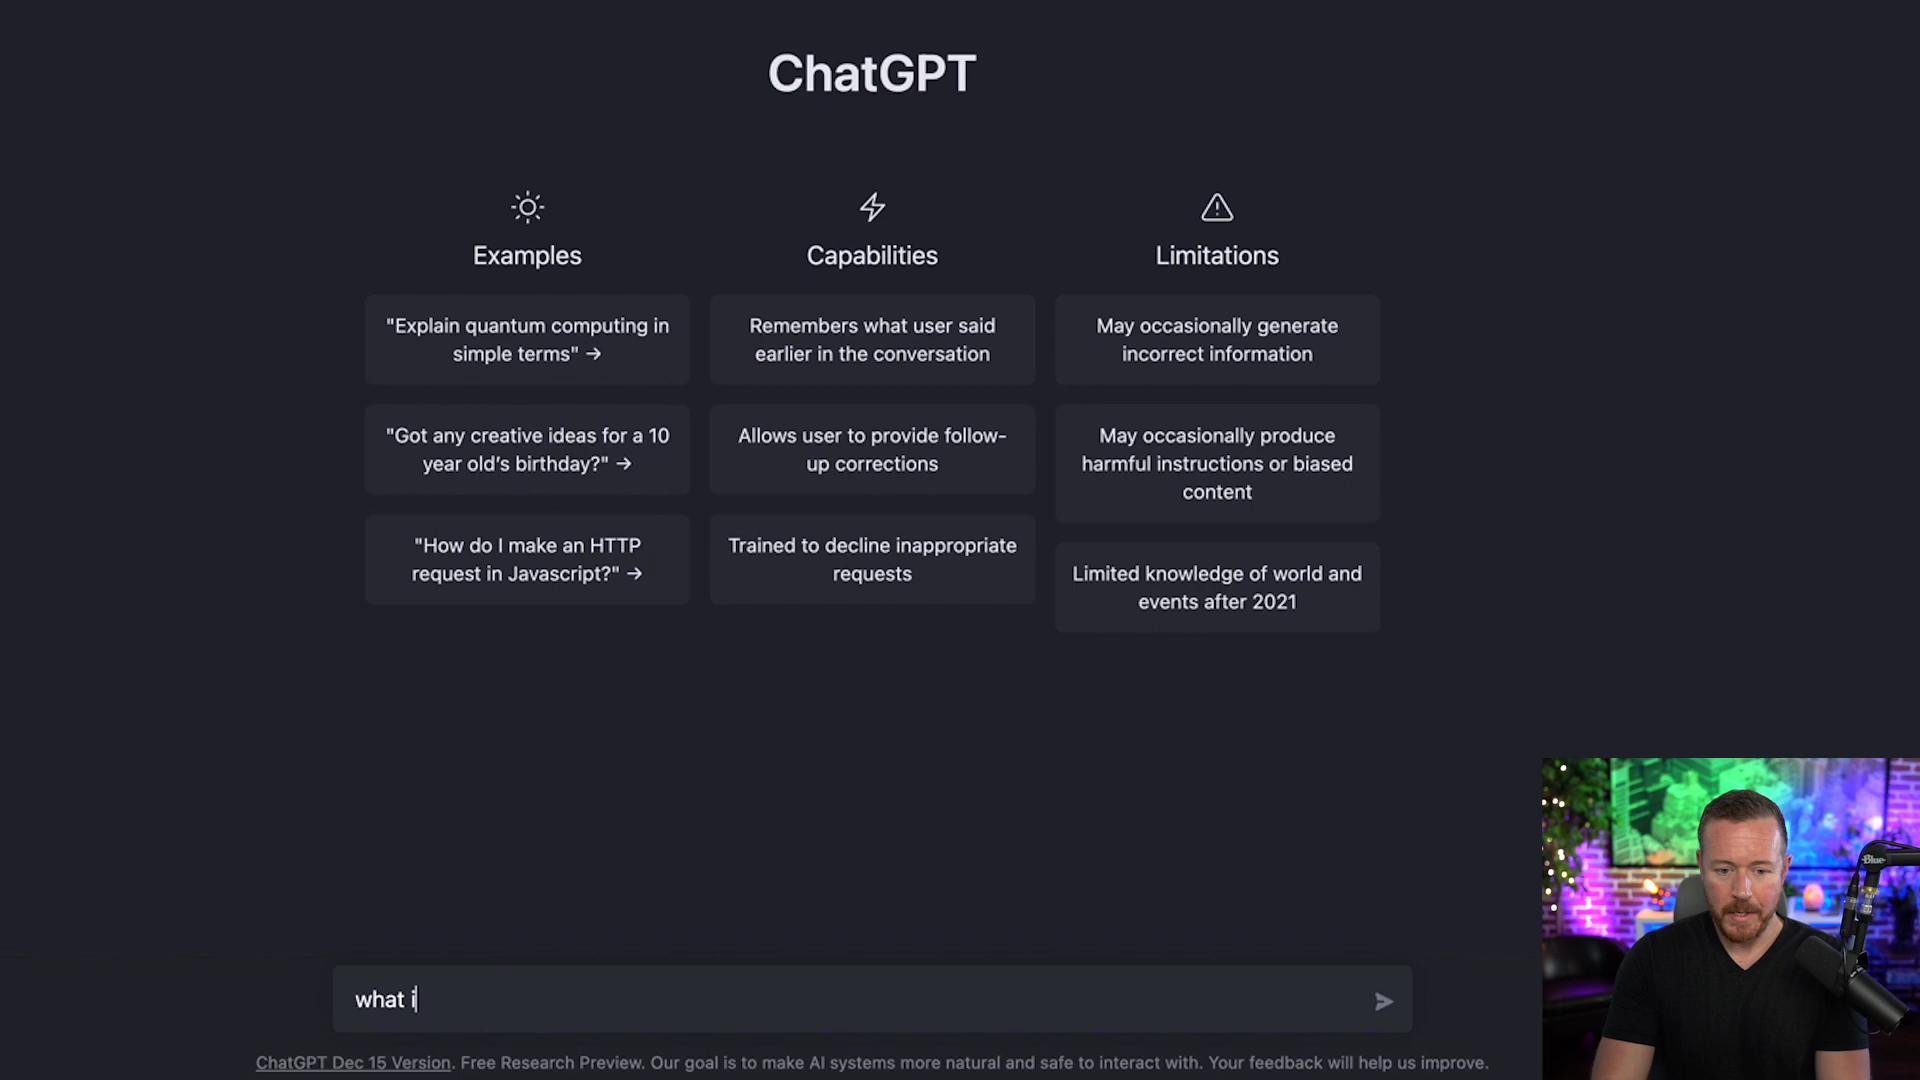 ChatGPT
Examples
"Explain quantum computing in
simple terms" →
"Got any creative ideas for a 10
year old's birthday?" →
"How do I make an HTTP
request in Javascript?" →
Capabilities
Remembers what user said
earlier in the conversation
Allows user to provide follow-
up corrections
Trained to decline inappropriate
requests
Limitations
May occasionally generate
incorrect information
May occasionally produce
harmful instructions or biased
content
Limited knowledge of world and
events after 2021
what i
ChatGPT Dec 15 Version. Free Research Preview. Our goal is to make AI systems more natural and safe to interact with. Your feedback will help us improve.
Blue